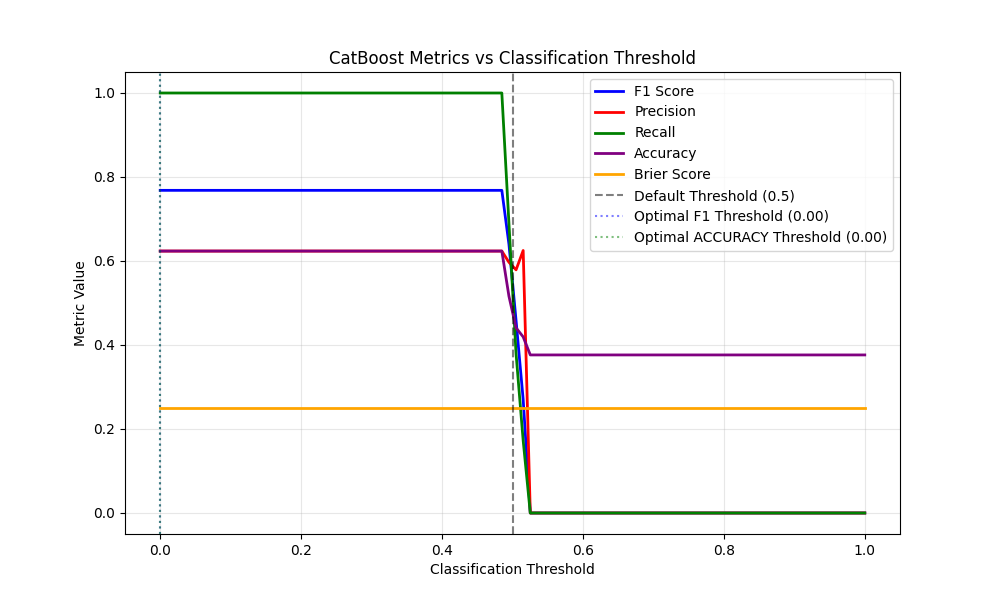 CatBoost Metrics vs Classification Threshold
Metric Value
1.0
0.8
0.6
0.4
0.2
0.0
F1 Score
Precision
Recall
Accuracy
Brier Score
Default Threshold (0.5)
Optimal F1 Threshold (0.00)
Optimal ACCURACY Threshold (0.00)
0.0 0.2 0.4 0.6 0.8 1.0
Classification Threshold